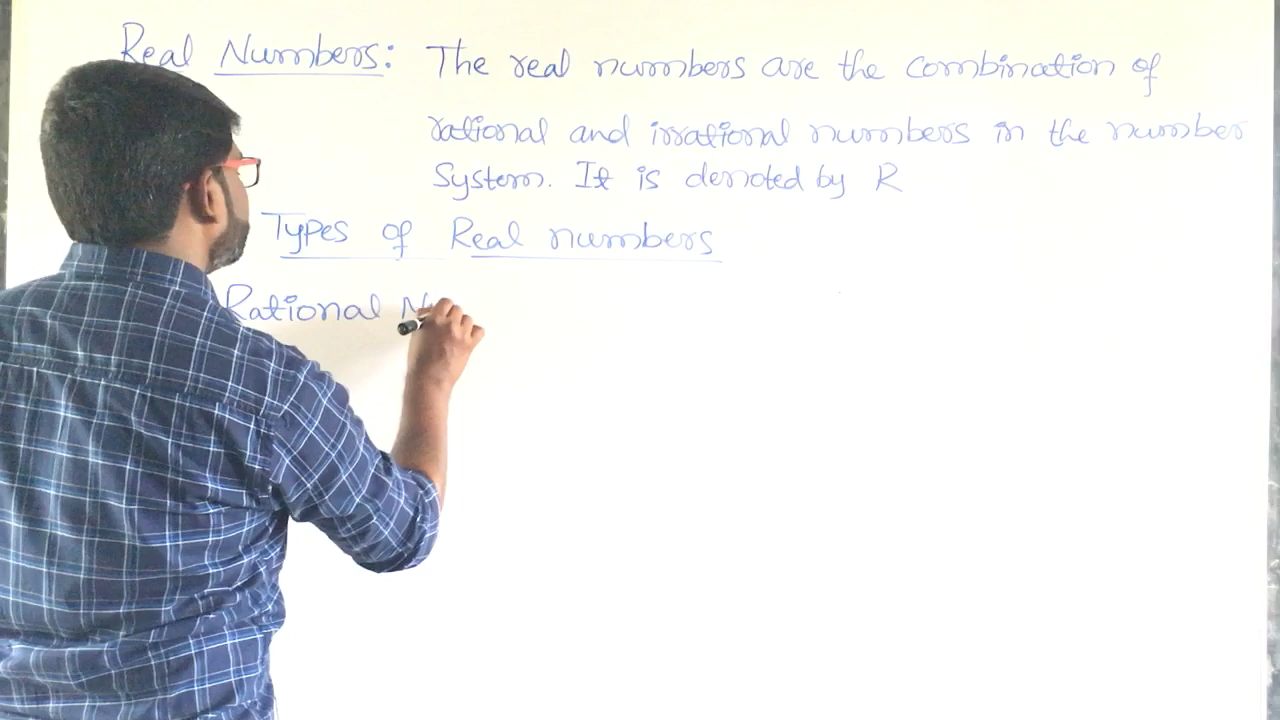 Real Numbers: The real numbers are the combination of
rational and irrational numbers in the number
System. It is denoted by R
Types of Real numbers
Rational N